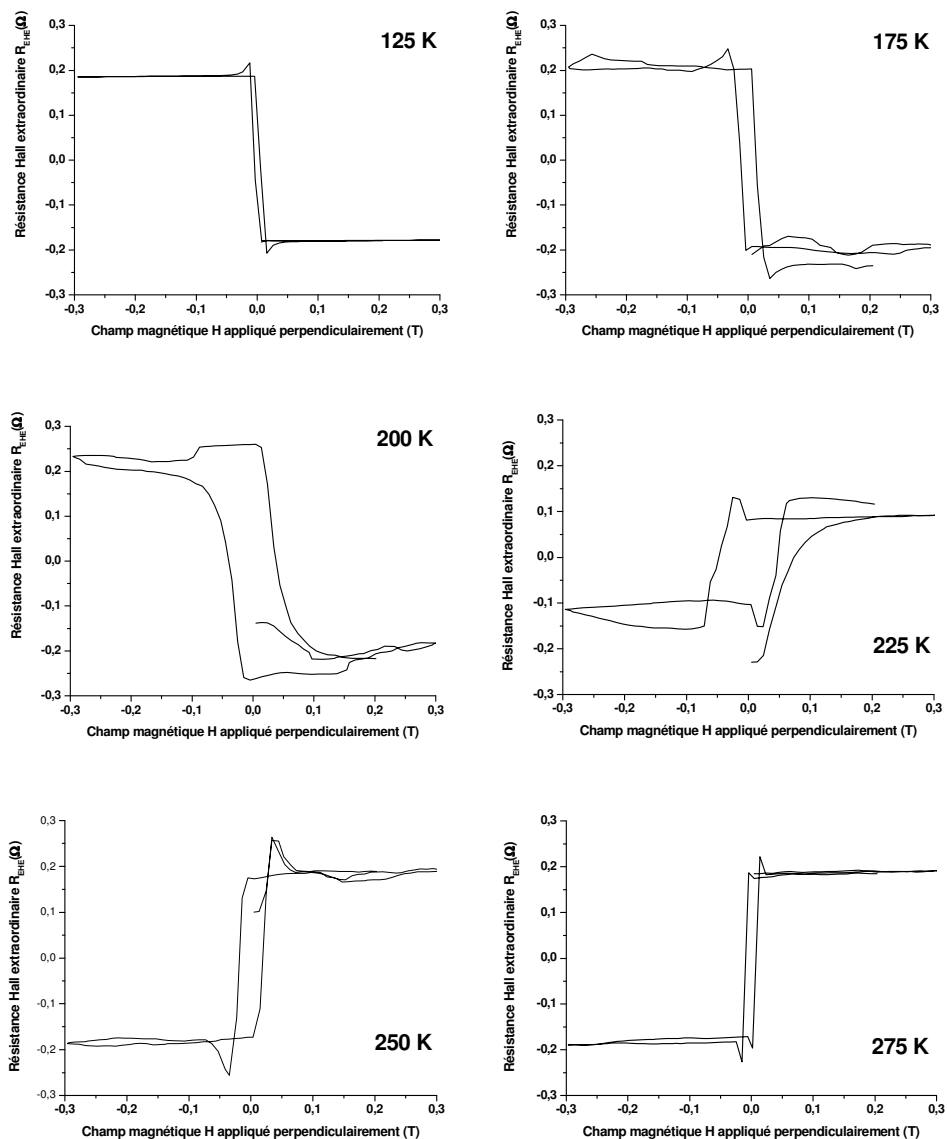 0,3
0,2
0,1
0,0
-0,1
-0,2
-0,3
-0,3 -0,2 -0,1 0,0 0,1 0,2 0,3
Résistance Hall extraordinaire R_EHE(Ω)
Champ magnétique H appliqué perpendiculairement (T)
125 K
0,3
0,2
0,1
0,0
-0,1
-0,2
-0,3
-0,3 -0,2 -0,1 0,0 0,1 0,2 0,3
Résistance Hall extraordinaire R_EHE(Ω)
Champ magnétique H appliqué perpendiculairement (T)
175 K
0,3
0,2
0,1
0,0
-0,1
-0,2
-0,3
-0,3 -0,2 -0,1 0,0 0,1 0,2 0,3
Résistance Hall extraordinaire R_EHE(Ω)
Champ magnétique H appliqué perpendiculairement (T)
200 K
0,3
0,2
0,1
0,0
-0,1
-0,2
-0,3
-0,3 -0,2 -0,1 0,0 0,1 0,2 0,3
Résistance Hall extraordinaire R_EHE(Ω)
Champ magnétique H appliqué perpendiculairement (T)
225 K
0,3
0,2
0,1
0,0
-0,1
-0,2
-0,3
-0,3 -0,2 -0,1 0,0 0,1 0,2 0,3
Résistance Hall extraordinaire R_EHE(Ω)
Champ magnétique H appliqué perpendiculairement (T)
250 K
0,3
0,2
0,1
0,0
-0,1
-0,2
-0,3
-0,3 -0,2 -0,1 0,0 0,1 0,2 0,3
Résistance Hall extraordinaire R_EHE(Ω)
Champ magnétique H appliqué perpendiculairement (T)
275 K